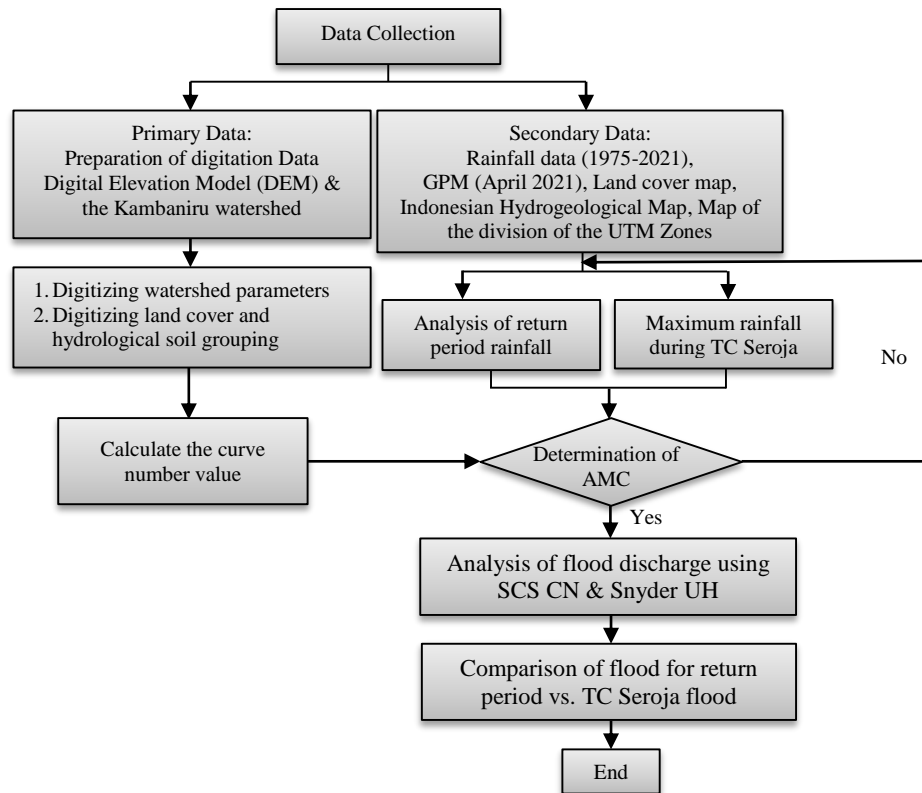 Data Collection
Primary Data:
Preparation of digitation Data
Digital Elevation Model (DEM) &
the Kambaniru watershed
Secondary Data:
Rainfall data (1975-2021),
GPM (April 2021), Land cover map,
Indonesian Hydrogeological Map, Map of
the division of the UTM Zones
1. Digitizing watershed parameters
2. Digitizing land cover and
hydrological soil grouping
Analysis of return
period rainfall
Maximum rainfall
during TC Seroja
No
Calculate the curve
number value
Determination of
AMC
Yes
Analysis of flood discharge using
SCS CN & Snyder UH
Comparison of flood for return
period vs. TC Seroja flood
End